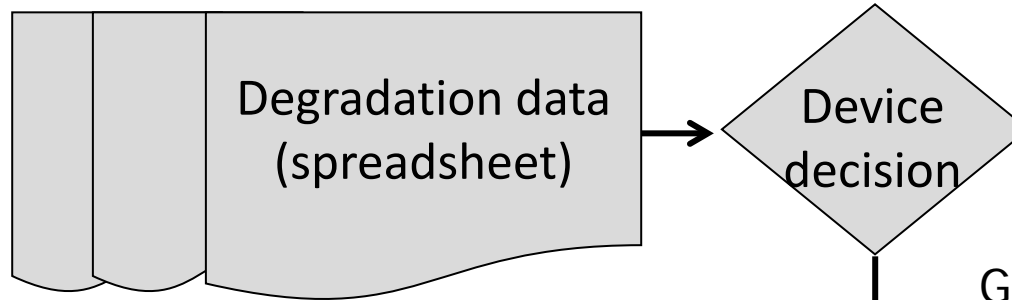 Degradation data
(spreadsheet)
Device
decision
G